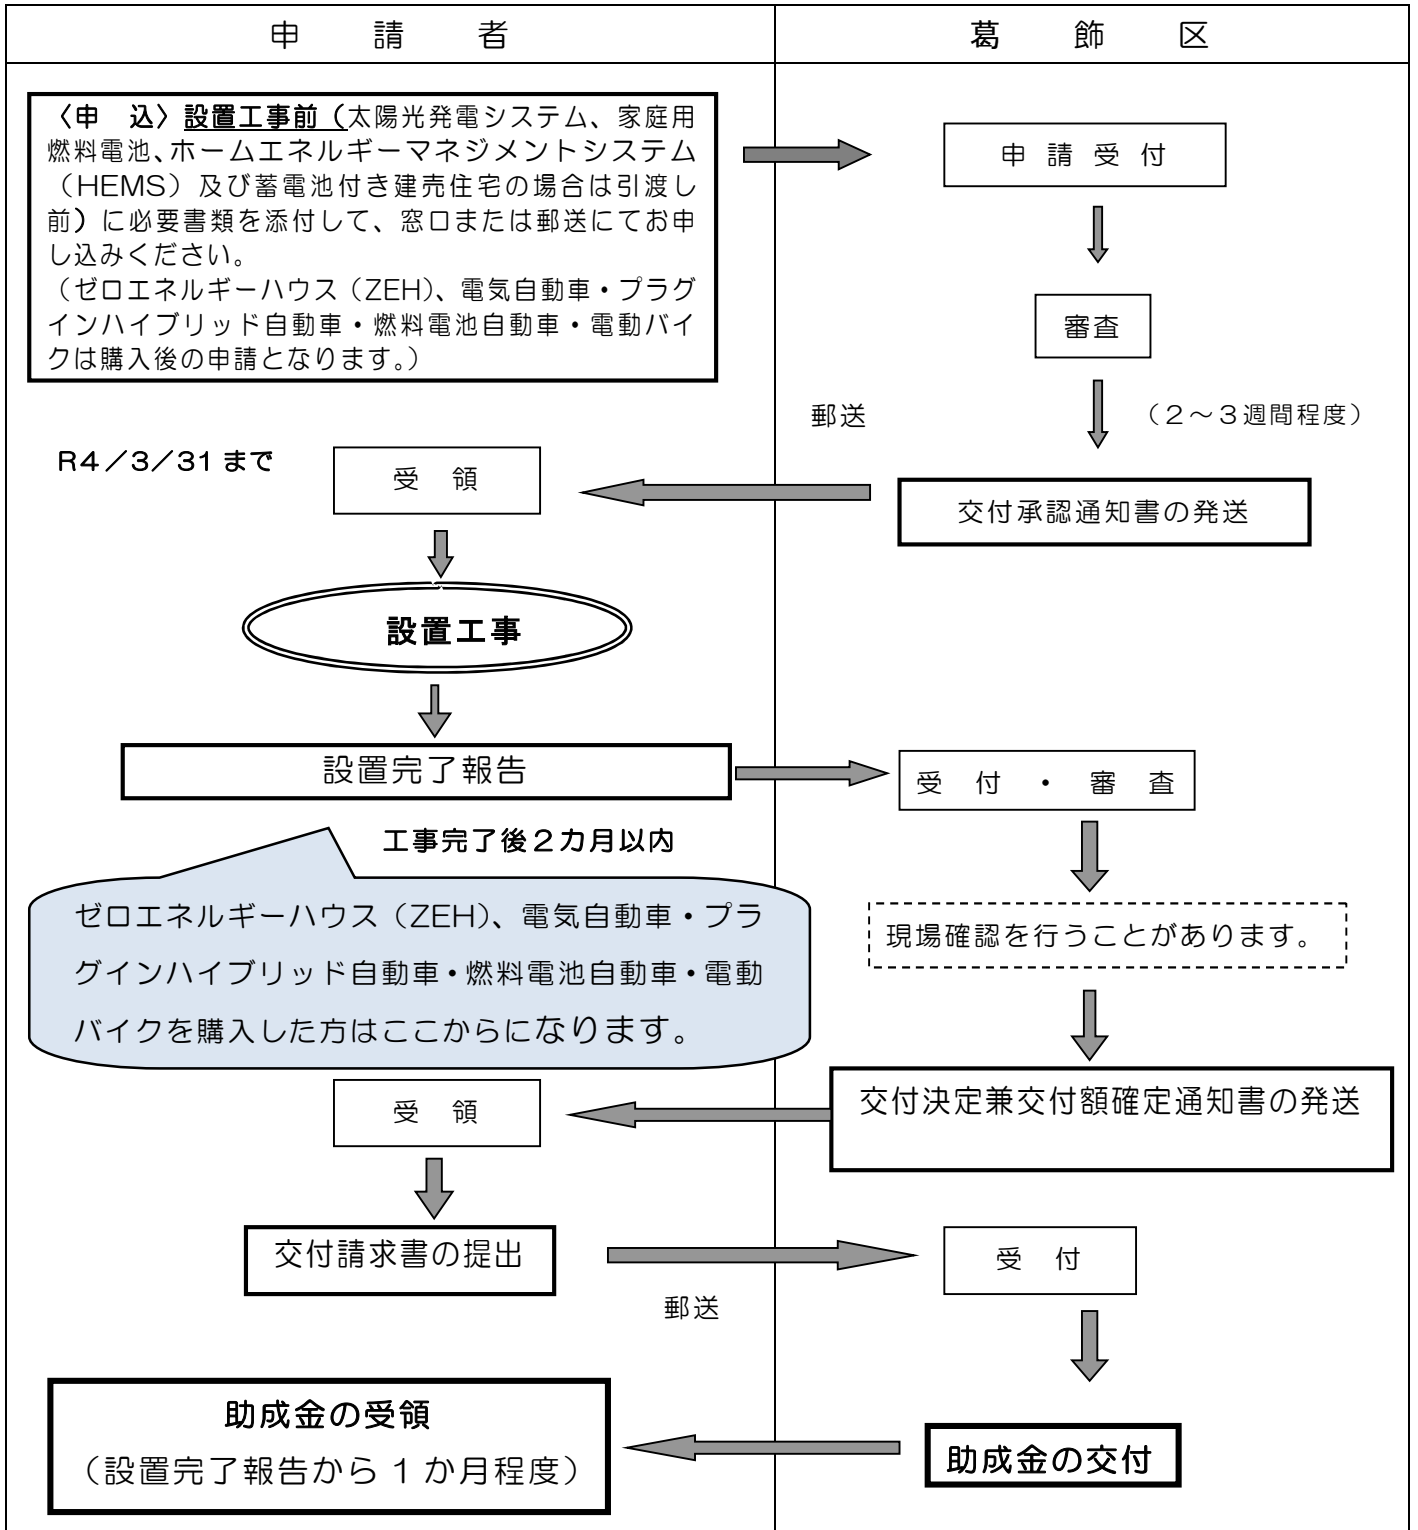 申請者
葛飾区
〈申　込〉設置工事前（太陽光発電システム、家庭用
燃料電池、ホームエネルギーマネジメントシステム
（HEMS）及び蓄電池付き建売住宅の場合は引渡し
前）に必要書類を添付して、窓口または郵送にてお申
し込みください。
（ゼロエネルギーハウス（ZEH）、電気自動車・プラグ
インハイブリッド自動車・燃料電池自動車・電動バイ
クは購入後の申請となります。）
申請受付
審査
郵送
（２～３週間程度）
R４／3／31 まで
受　領
交付承認通知書の発送
設置工事
設置完了報告
受　付　・　審　査
工事完了後２カ月以内
ゼロエネルギーハウス（ZEH）、電気自動車・プラ
グインハイブリッド自動車・燃料電池自動車・電動
バイクを購入した方はここからになります。
現場確認を行うことがあります。
交付決定兼交付額確定通知書の発送
受　領
交付請求書の提出
受　付
郵送
助成金の受領
（設置完了報告から 1 か月程度）
助成金の交付